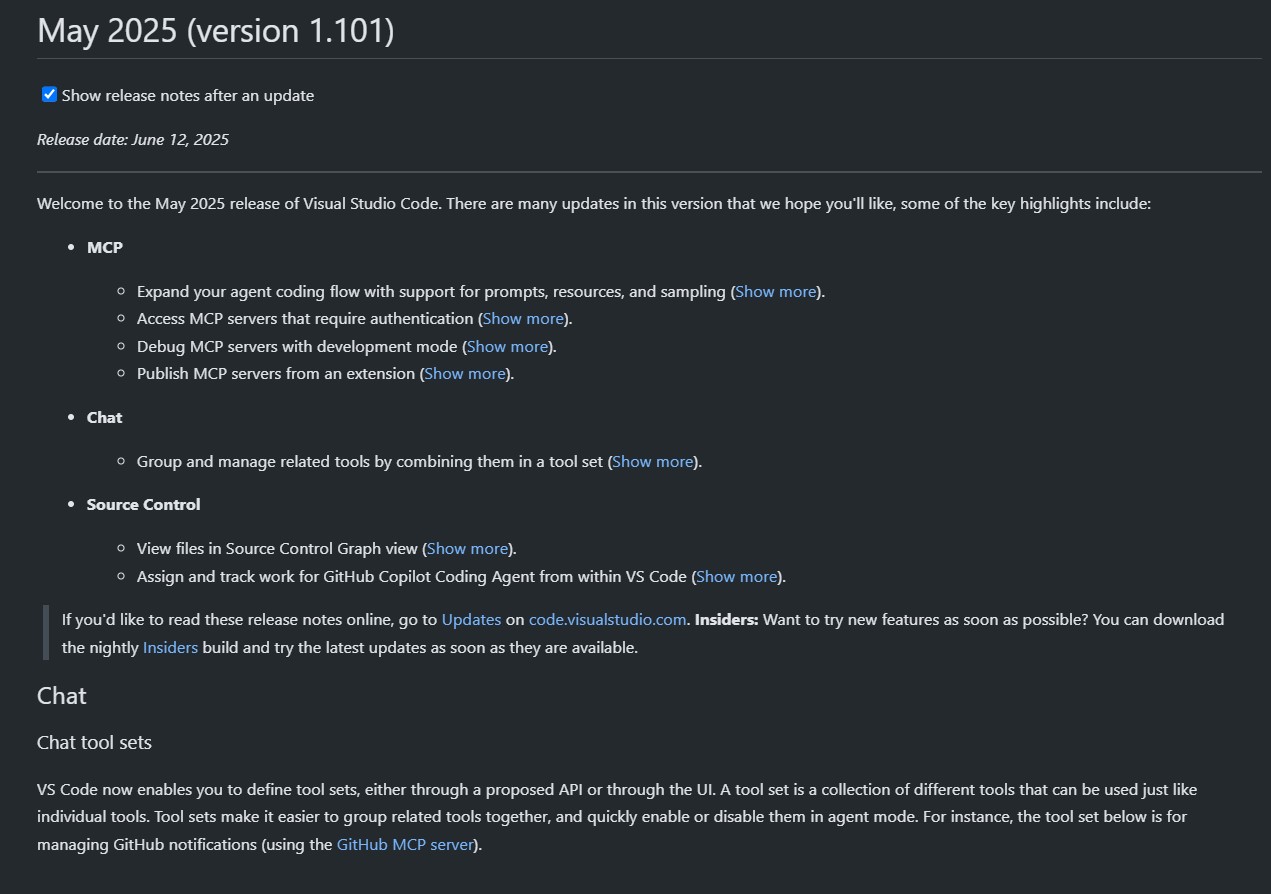 May 2025 (version 1.101)
Show release notes after an update
Release date: June 12, 2025
Welcome to the May 2025 release of Visual Studio Code. There are many updates in this version that we hope you'll like, some of the key highlights include:
MCP
Expand your agent coding flow with support for prompts, resources, and sampling (Show more).
Access MCP servers that require authentication (Show more).
Debug MCP servers with development mode (Show more).
Publish MCP servers from an extension (Show more).
Chat
Group and manage related tools by combining them in a tool set (Show more).
Source Control
View files in Source Control Graph view (Show more).
Assign and track work for GitHub Copilot Coding Agent from within VS Code (Show more).
If you'd like to read these release notes online, go to Updates on code.visualstudio.com. Insiders: Want to try new features as soon as possible? You can download
the nightly Insiders build and try the latest updates as soon as they are available.
Chat
Chat tool sets
VS Code now enables you to define tool sets, either through a proposed API or through the UI. A tool set is a collection of different tools that can be used just like
individual tools. Tool sets make it easier to group related tools together, and quickly enable or disable them in agent mode. For instance, the tool set below is for
managing GitHub notifications (using the GitHub MCP server).